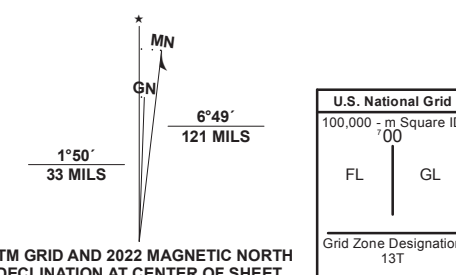 ★
MN
GN
6°49´
121 MILS
1°50´
33 MILS
TM GRID AND 2022 MAGNETIC NORTH
DECLINATION AT CENTER OF SHEET
U.S. National Grid
100,000 - m Square ID
⁷00
FL GL
Grid Zone Designation
13T